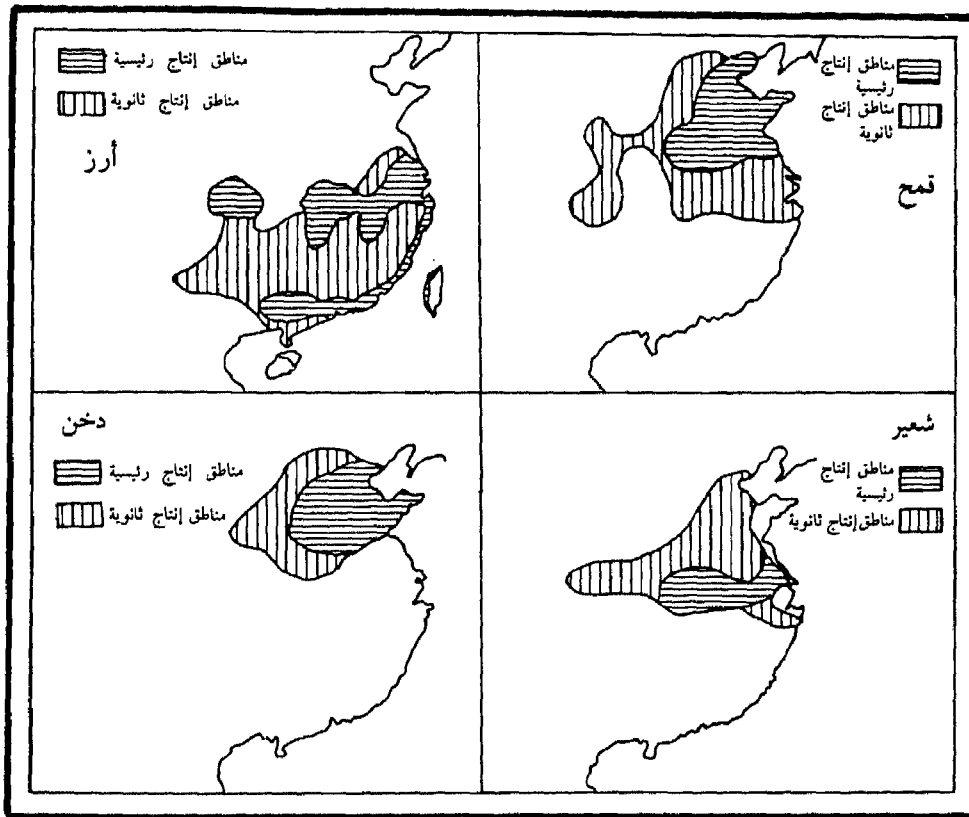 مناطق إنتاج رئيسية
مناطق إنتاج ثانوية
أرز
مناطق إنتاج
رئيسية
مناطق إنتاج
ثانوية
قمح
دخن
مناطق إنتاج رئيسية
مناطق إنتاج ثانوية
شعير
مناطق إنتاج
رئيسية
مناطق إنتاج ثانوية